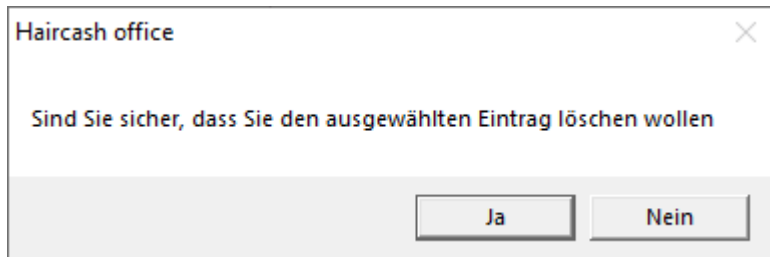 Haircash office
Sind Sie sicher, dass Sie den ausgewählten Eintrag löschen wollen
Ja
Nein